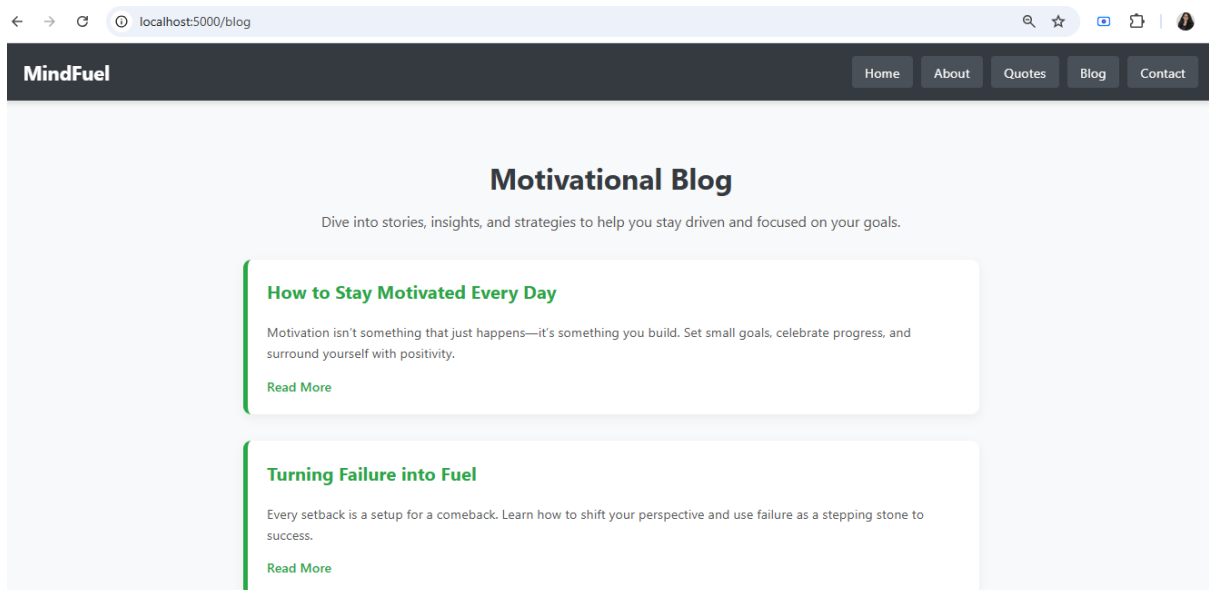 localhost:5000/blog
MindFuel
Home
About
Quotes
Blog
Contact
Motivational Blog
Dive into stories, insights, and strategies to help you stay driven and focused on your goals.
How to Stay Motivated Every Day
Motivation isn’t something that just happens—it’s something you build. Set small goals, celebrate progress, and
surround yourself with positivity.
Read More
Turning Failure into Fuel
Every setback is a setup for a comeback. Learn how to shift your perspective and use failure as a stepping stone to
success.
Read More